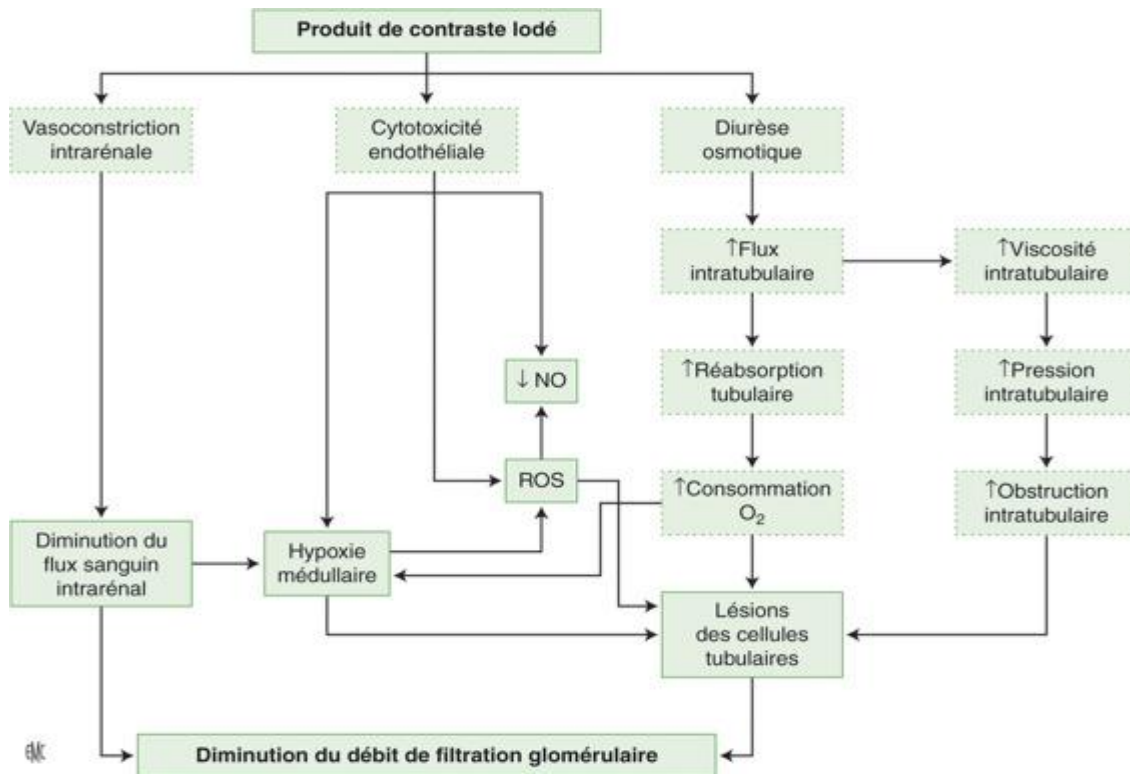 Produit de contraste Iodé
Vasoconstriction
intrarénale
Cytotoxicité
endothéliale
Diurèse
osmotique
↑Flux
intratubulaire
↑Viscosité
intratubulaire
↓ NO
↑Réabsorption
tubulaire
↑Pression
intratubulaire
ROS
↑Consommation
O₂
↑Obstruction
intratubulaire
Diminution du
flux sanguin
intrarénal
Hypoxie
médullaire
Lésions
des cellules
tubulaires
EMC
Diminution du débit de filtration glomérulaire